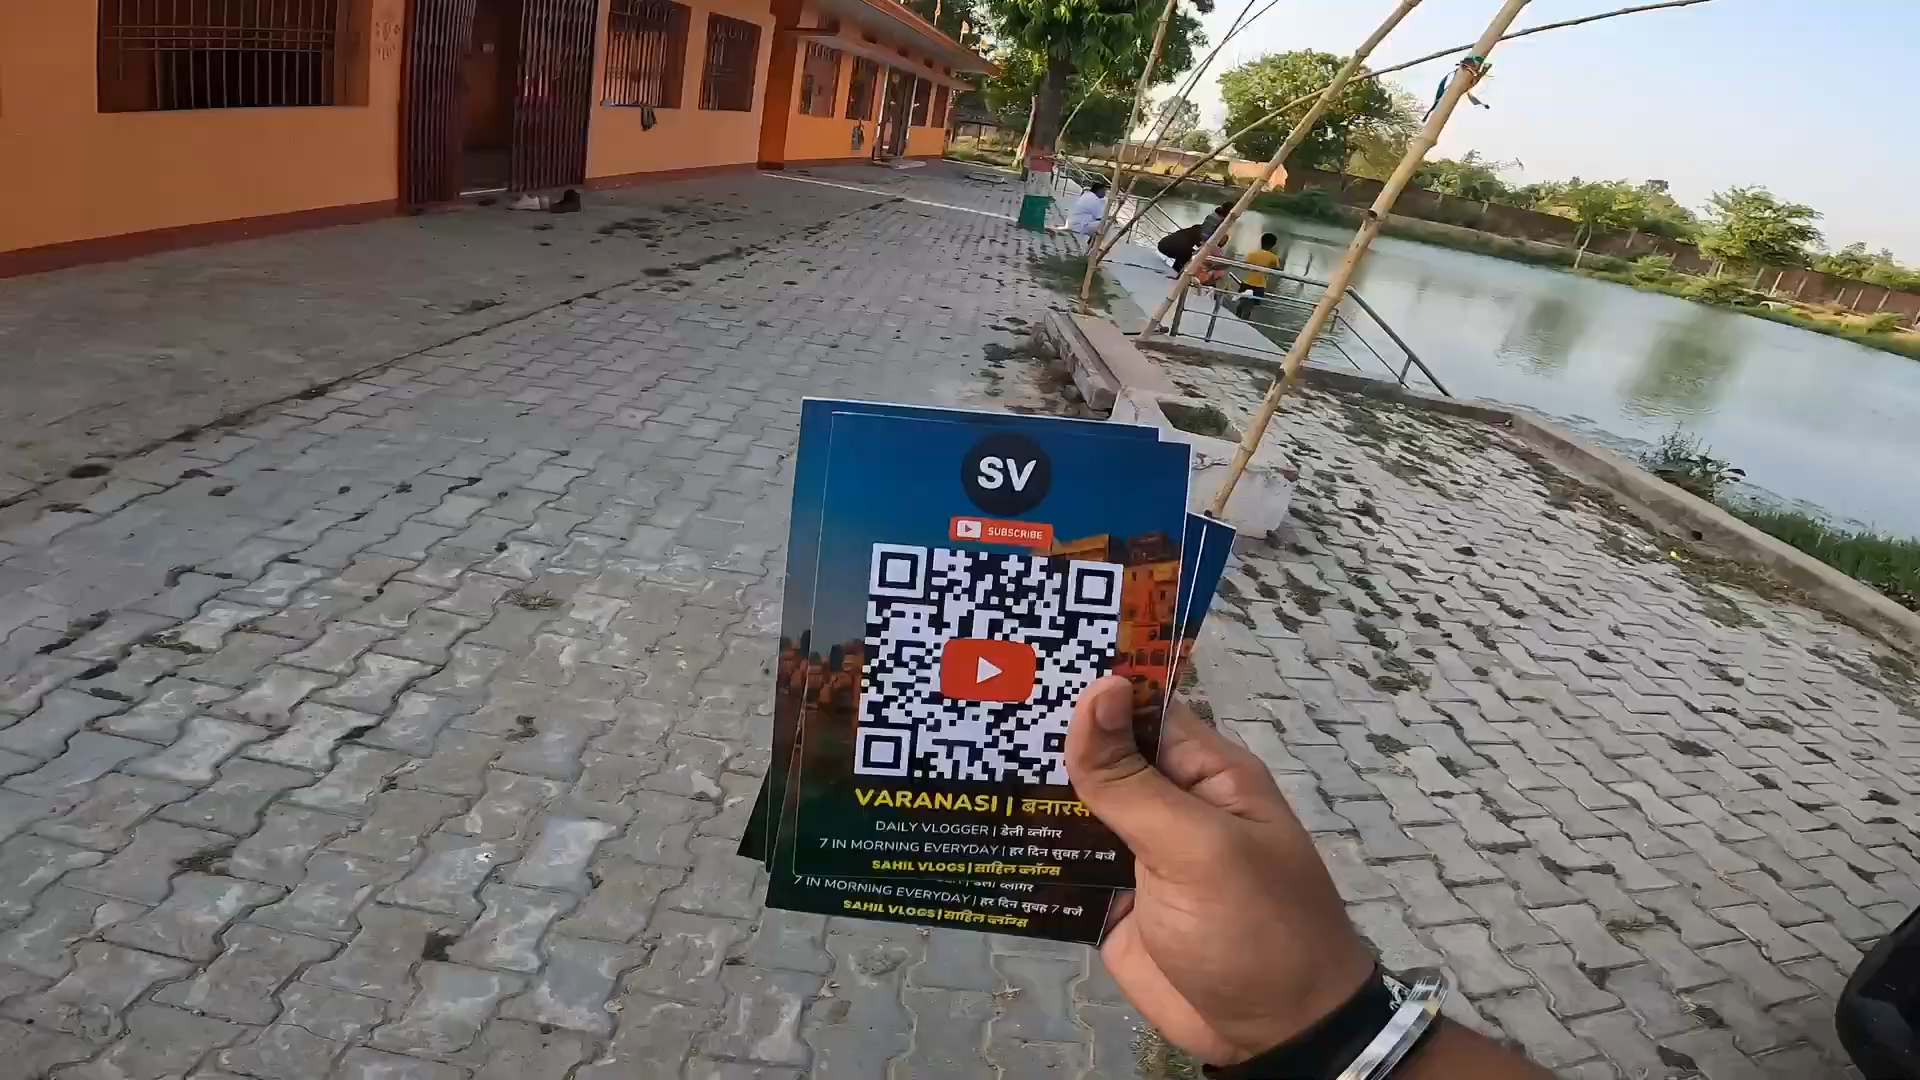 SV
SUBSCRIBE
VARANASI | बनारस
DAILY VLOGGER | डेली ब्लॉगर
7 IN MORNING EVERYDAY | हर दिन सुबह 7 बजे
SAHIL VLOGS | साहिल ब्लॉग्स
7 IN MORNING EVERYDAY | हर दिन सुबह 7 बजे
SAHIL VLOGS | साहिल ब्लॉग्स